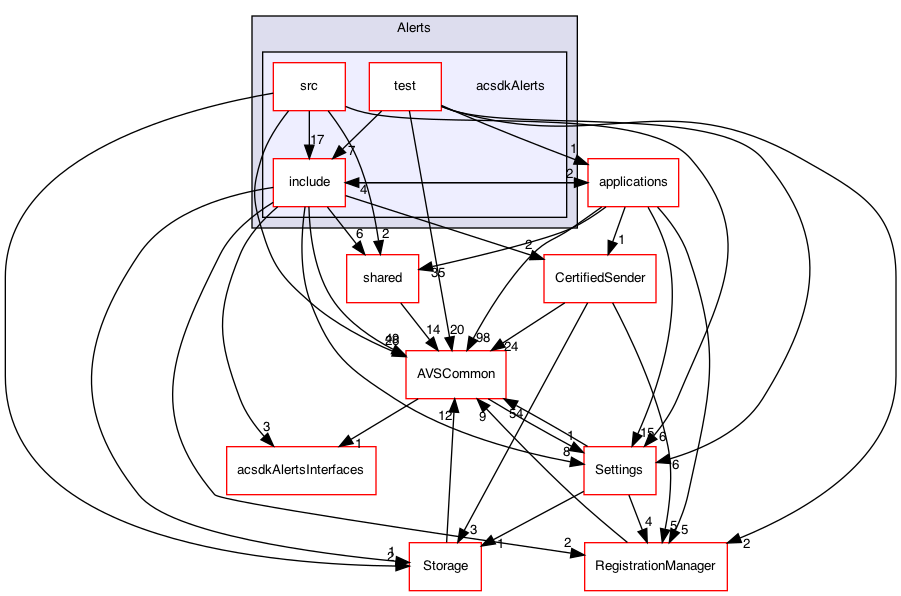 Alerts
src
test
acsdkAlerts
17
7
1
include
4
2
applications
6
2
2
1
shared
35
CertifiedSender
14
20
98
24
AVSCommon
12
9
54
3
1
1
8
15
6
6
acsdkAlertsInterfaces
Settings
4
5
5
1
2
3
1
2
2
Storage
RegistrationManager